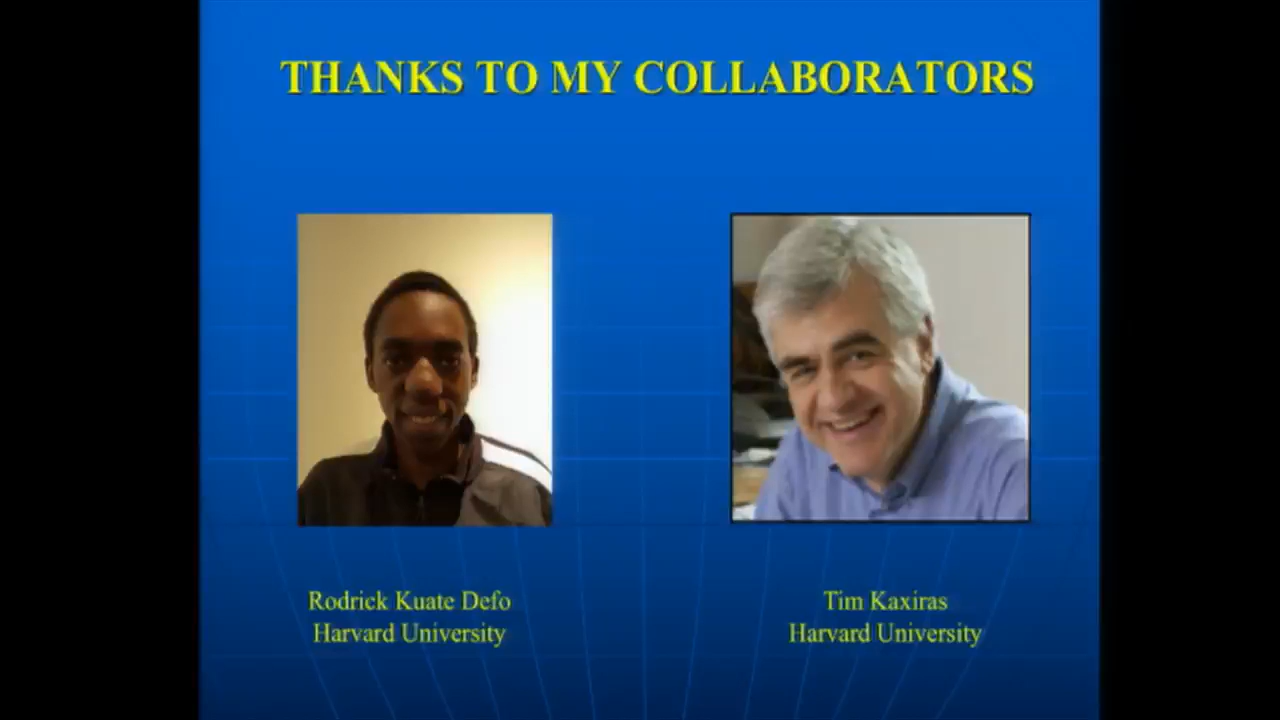 THANKS TO MY COLLABORATORS
Rodrick Kuate Defo
Harvard University
Tim Kaxiras
Harvard University